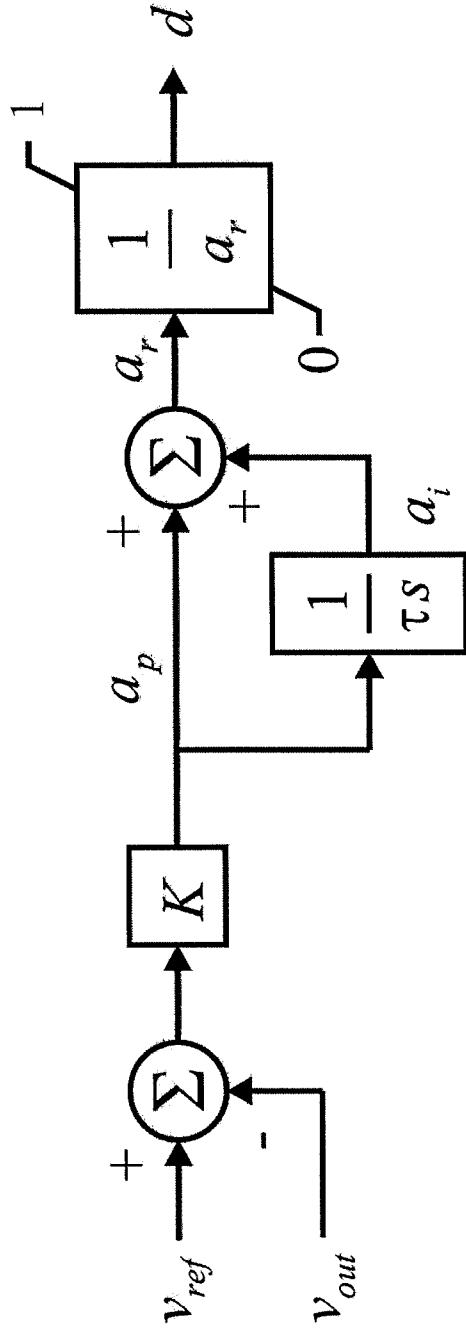 v_ref
+
Σ
-
v_out
K
a_p
1
τs
a_i
+
Σ
+
a_r
1
a_r
1
0
d